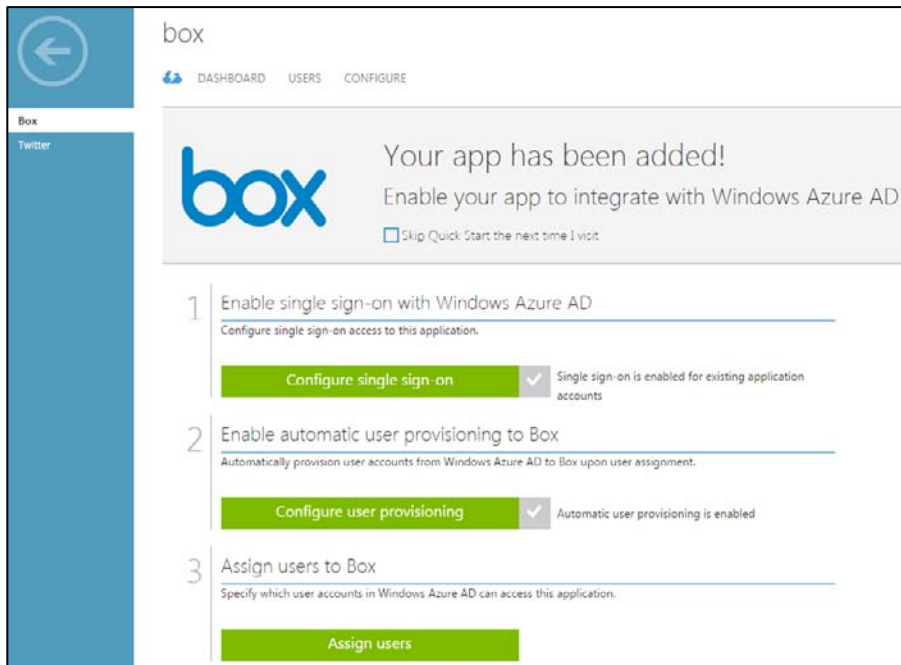 box
DASHBOARD USERS CONFIGURE
Box
Twitter
box
Your app has been added!
Enable your app to integrate with Windows Azure AD
Skip Quick Start the next time I visit
1
Enable single sign-on with Windows Azure AD
Configure single sign-on access to this application.
Configure single sign-on
Single sign-on is enabled for existing application
accounts
2
Enable automatic user provisioning to Box
Automatically provision user accounts from Windows Azure AD to Box upon user assignment.
Configure user provisioning
Automatic user provisioning is enabled
3
Assign users to Box
Specify which user accounts in Windows Azure AD can access this application.
Assign users